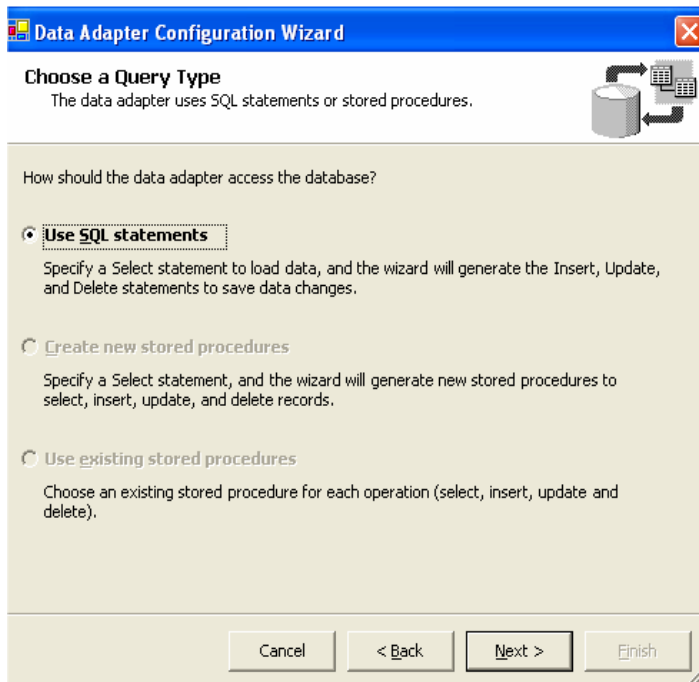 Data Adapter Configuration Wizard
Choose a Query Type
The data adapter uses SQL statements or stored procedures.
How should the data adapter access the database?
Use SQL statements
Specify a Select statement to load data, and the wizard will generate the Insert, Update,
and Delete statements to save data changes.
Create new stored procedures
Specify a Select statement, and the wizard will generate new stored procedures to
select, insert, update, and delete records.
Use existing stored procedures
Choose an existing stored procedure for each operation (select, insert, update and
delete).
Cancel < Back Next > Finish